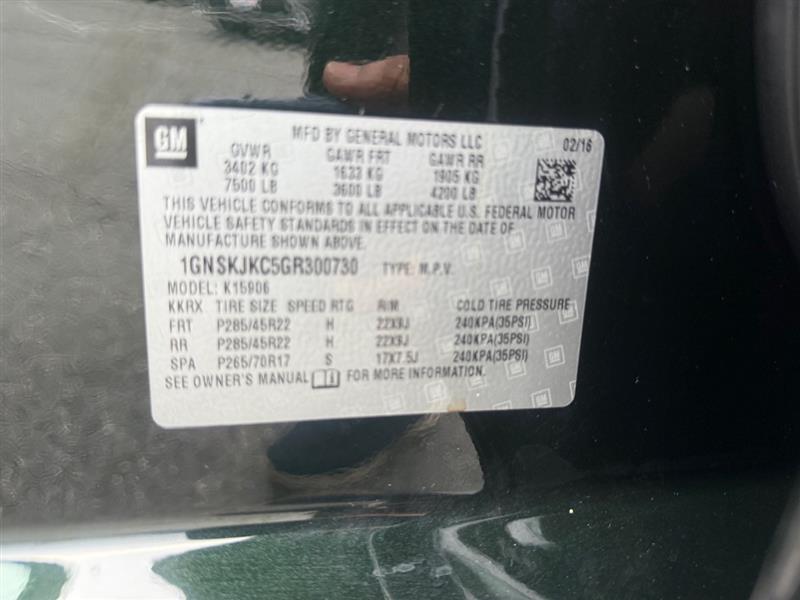 GM
MFD BY GENERAL MOTORS LLC 02/16
GVWR GAWR FRT GAWR RR
3402 KG 1633 KG 1905 KG
7500 LB 3600 LB 4200 LB
THIS VEHICLE CONFORMS TO ALL APPLICABLE U.S. FEDERAL MOTOR
VEHICLE SAFETY STANDARDS IN EFFECT ON THE DATE OF
MANUFACTURE SHOWN ABOVE.
1GNSKJKC5GR300730 TYPE: M.P.V.
MODEL: K15906
KKRX TIRE SIZE SPEED RTG RIM COLD TIRE PRESSURE
FRT P285/45R22 H 22X9J 240KPA(35PSI)
RR P285/45R22 H 22X9J 240KPA(35PSI)
SPA P265/70R17 S 17X7.5J 240KPA(35PSI)
SEE OWNER'S MANUAL FOR MORE INFORMATION.